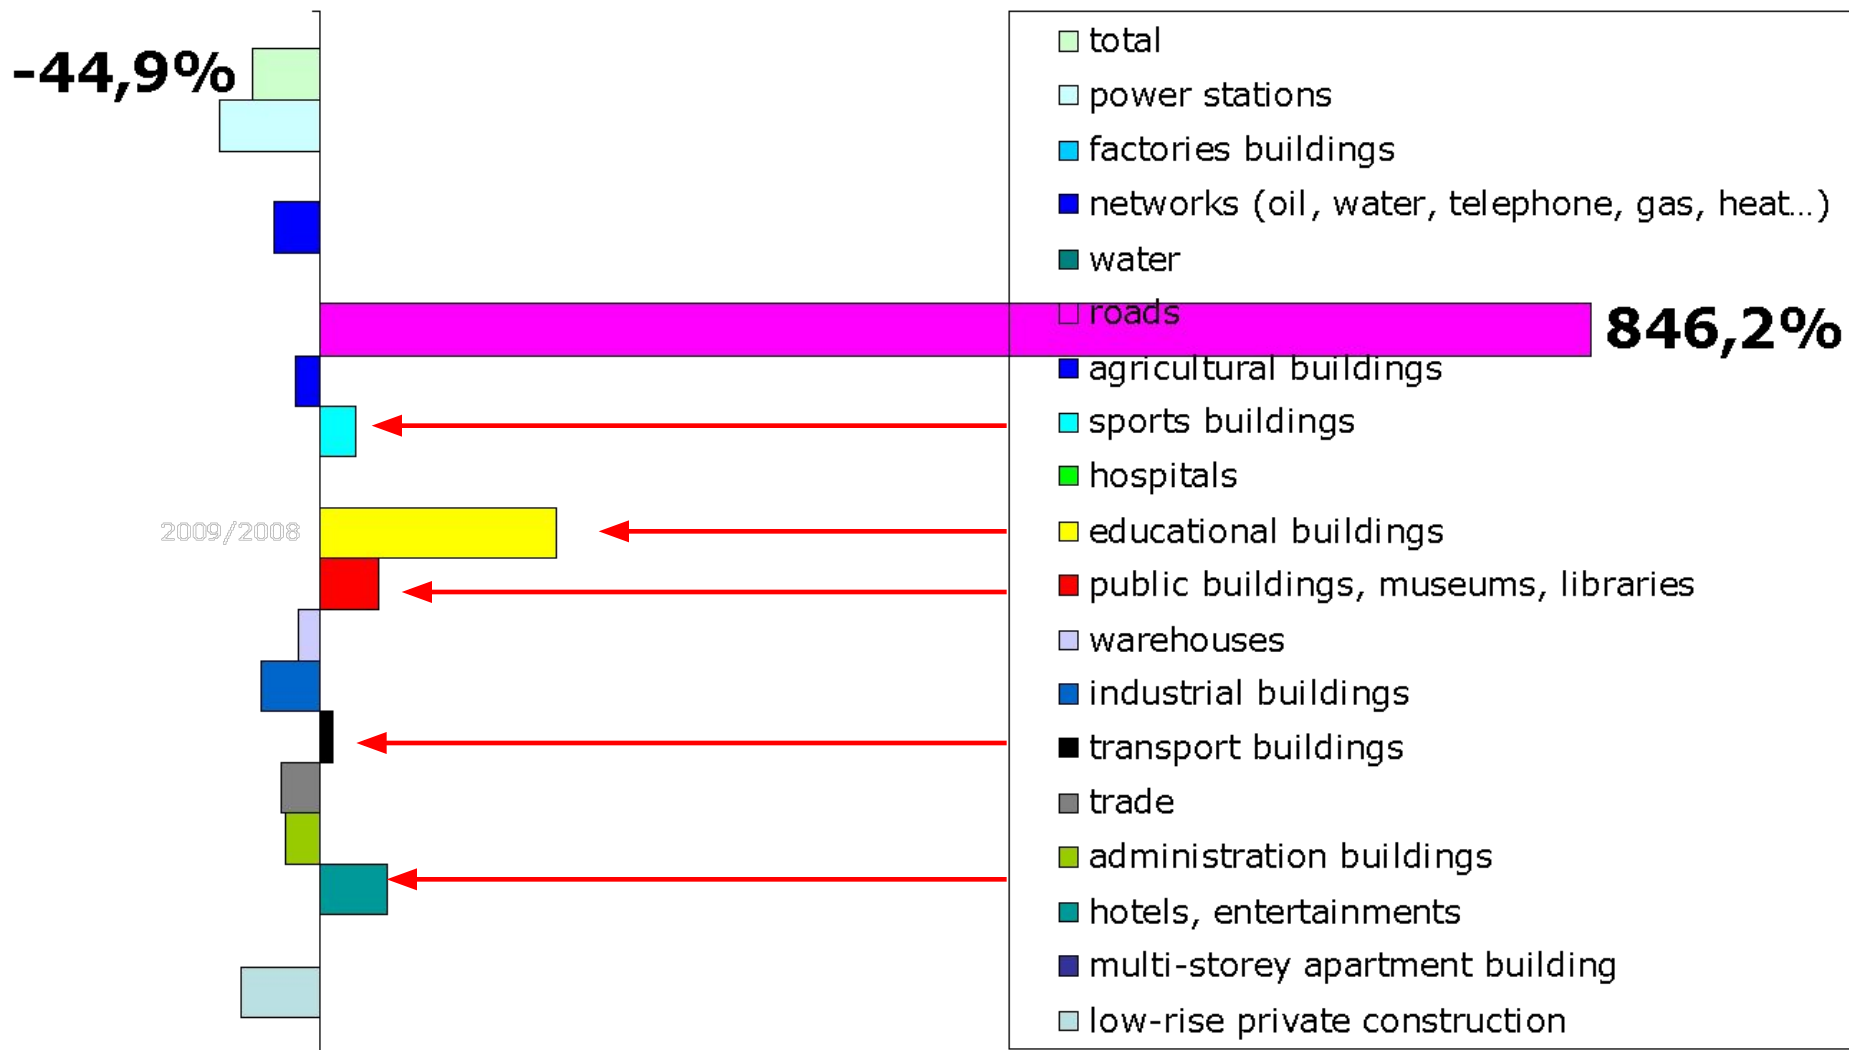 -44,9%
total
power stations
factories buildings
networks (oil, water, telephone, gas, heat...)
water
roads
846,2%
agricultural buildings
sports buildings
hospitals
2009/2008
educational buildings
public buildings, museums, libraries
warehouses
industrial buildings
transport buildings
trade
administration buildings
hotels, entertainments
multi-storey apartment building
low-rise private construction